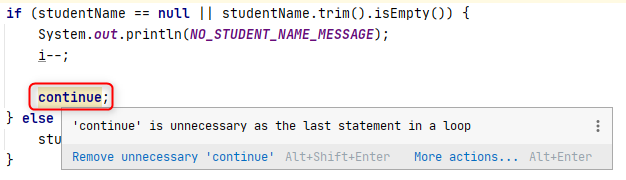 if (studentName == null || studentName.trim().isEmpty()) {
System.out.println(NO_STUDENT_NAME_MESSAGE);
i--;
continue;
} else
'continue' is unnecessary as the last statement in a loop
stu
Remove unnecessary 'continue' Alt+Shift+Enter More actions... Alt+Enter
}